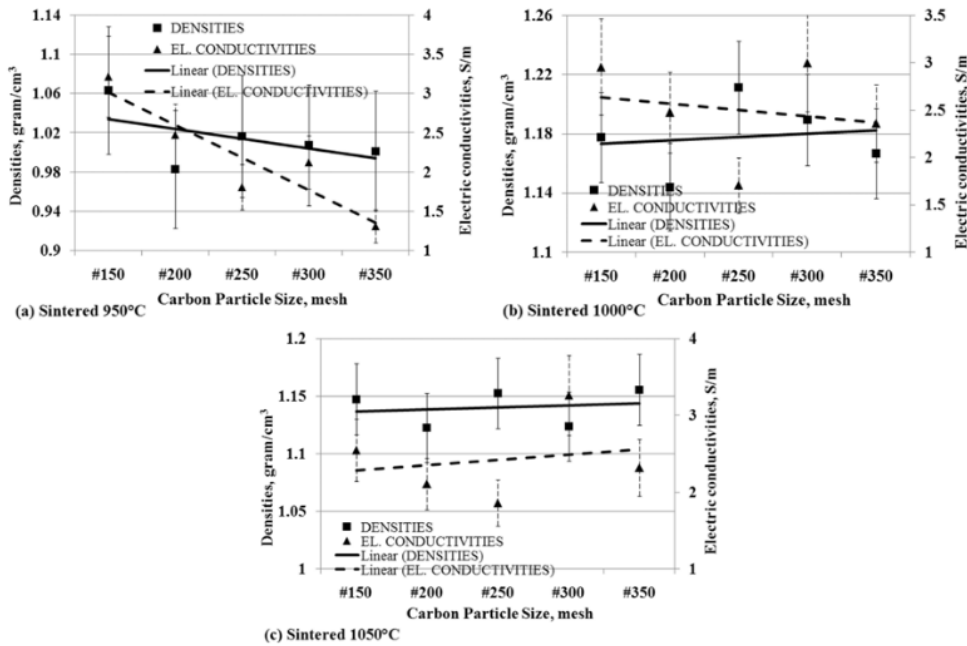 1.14
1.1
1.06
1.02
0.98
0.94
0.9
Densities, gram/cm³
4
3.5
3
2.5
2
1.5
1
Electric conductivities, S/m
DENSITIES
EL. CONDUCTIVITIES
Linear (DENSITIES)
Linear (EL. CONDUCTIVITIES)
#150 #200 #250 #300 #350
Carbon Particle Size, mesh
(a) Sintered 950°C
1.26
1.22
1.18
1.14
1.1
Densities, gram/cm³
3.5
3
2.5
2
1.5
1
Electric conductivities, S/m
DENSITIES
EL. CONDUCTIVITIES
Linear (DENSITIES)
Linear (EL. CONDUCTIVITIES)
#150 #200 #250 #300 #350
Carbon Particle Size, mesh
(b) Sintered 1000°C
1.2
1.15
1.1
1.05
1
Densities, gram/cm³
4
3
2
1
Electric conductivities, S/m
DENSITIES
EL. CONDUCTIVITIES
Linear (DENSITIES)
Linear (EL. CONDUCTIVITIES)
#150 #200 #250 #300 #350
Carbon Particle Size, mesh
(c) Sintered 1050°C